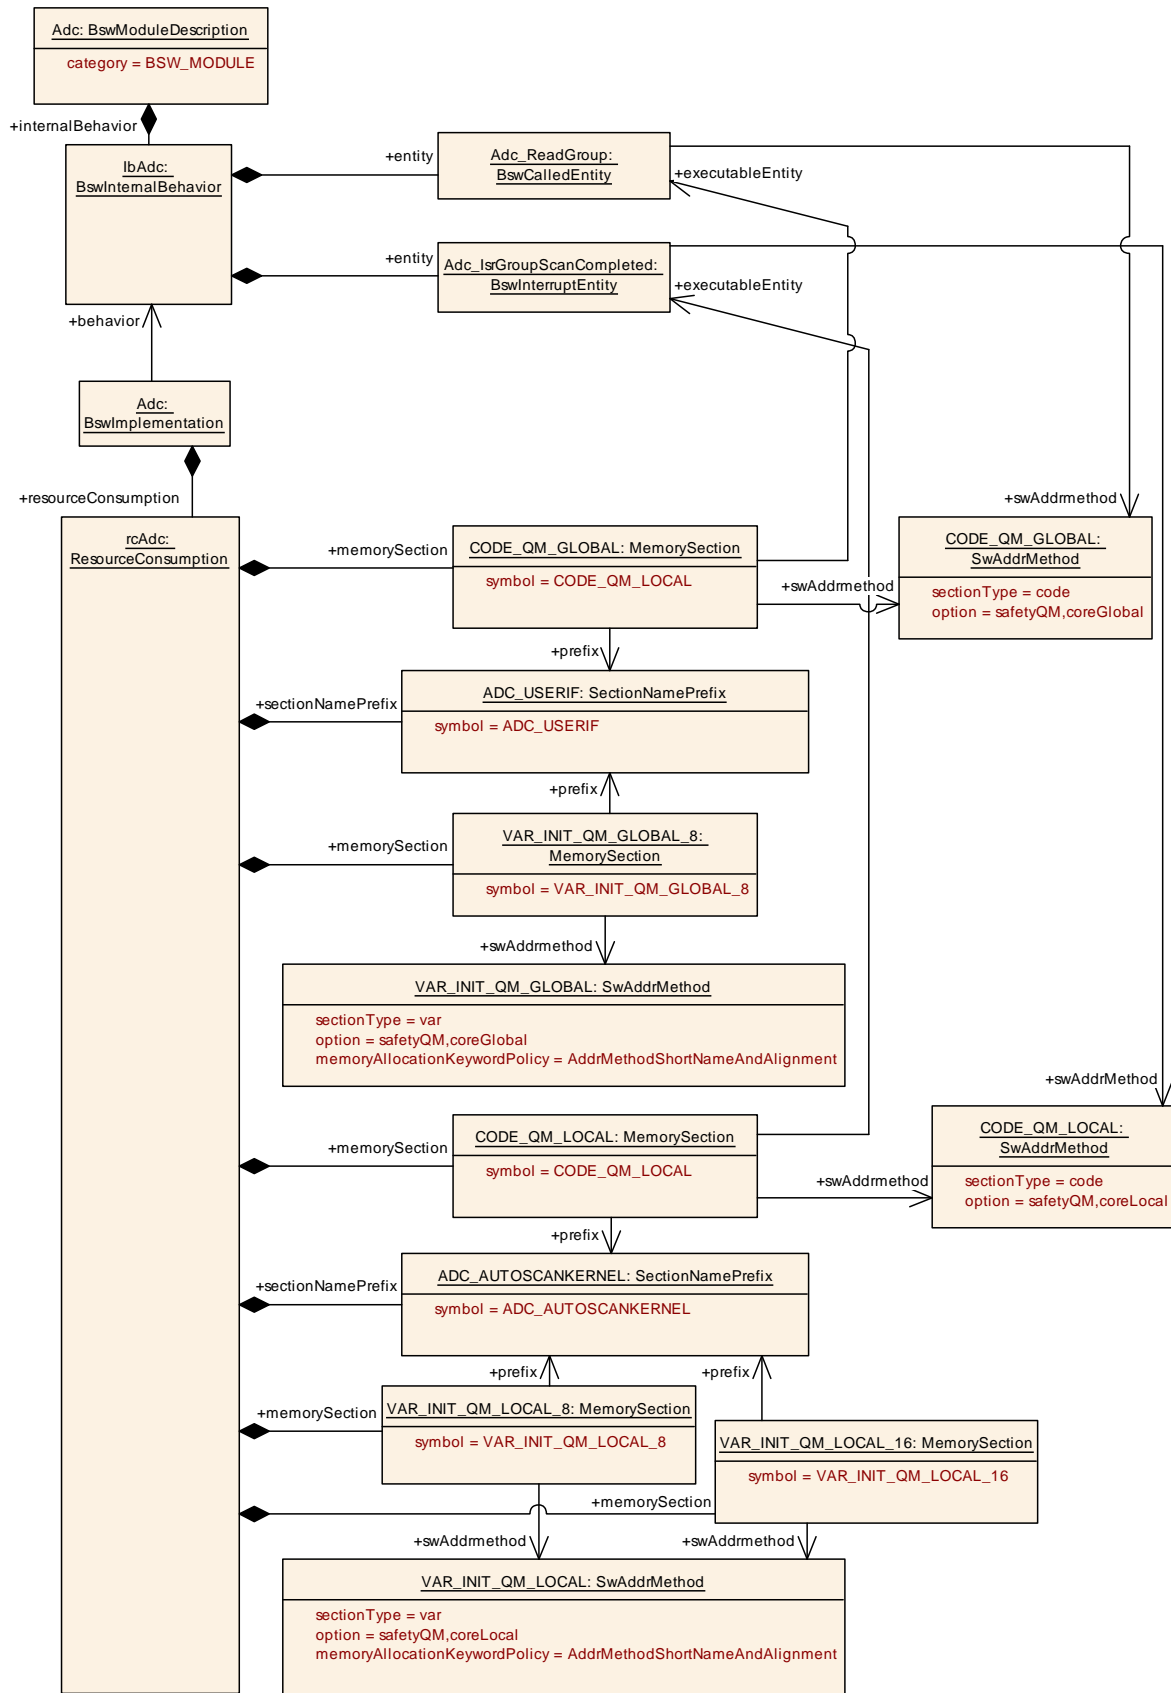 Adc: BswModuleDescription
category = BSW_MODULE
+internalBehavior
IbAdc:
BswInternalBehavior
+entity
Adc_ReadGroup:
BswCalledEntity
+executableEntity
+entity
Adc_IsrGroupScanCompleted:
BswInterruptEntity
+executableEntity
+behavior
Adc:
BswImplementation
+resourceConsumption
rcAdc:
ResourceConsumption
+memorySection
CODE_QM_GLOBAL: MemorySection
symbol = CODE_QM_LOCAL
+swAddrmethod
+swAddrmethod
CODE_QM_GLOBAL:
SwAddrMethod
sectionType = code
option = safetyQM,coreGlobal
+prefix
+sectionNamePrefix
ADC_USERIF: SectionNamePrefix
symbol = ADC_USERIF
+prefix
+memorySection
VAR_INIT_QM_GLOBAL_8:
MemorySection
symbol = VAR_INIT_QM_GLOBAL_8
+swAddrmethod
VAR_INIT_QM_GLOBAL: SwAddrMethod
sectionType = var
option = safetyQM,coreGlobal
memoryAllocationKeywordPolicy = AddrMethodShortNameAndAlignment
+swAddrMethod
+memorySection
CODE_QM_LOCAL: MemorySection
symbol = CODE_QM_LOCAL
+swAddrmethod
CODE_QM_LOCAL:
SwAddrMethod
sectionType = code
option = safetyQM,coreLocal
+prefix
+sectionNamePrefix
ADC_AUTOSCANKERNEL: SectionNamePrefix
symbol = ADC_AUTOSCANKERNEL
+prefix
+prefix
+memorySection
VAR_INIT_QM_LOCAL_8: MemorySection
symbol = VAR_INIT_QM_LOCAL_8
VAR_INIT_QM_LOCAL_16: MemorySection
symbol = VAR_INIT_QM_LOCAL_16
+memorySection
+swAddrmethod
+swAddrmethod
VAR_INIT_QM_LOCAL: SwAddrMethod
sectionType = var
option = safetyQM,coreLocal
memoryAllocationKeywordPolicy = AddrMethodShortNameAndAlignment